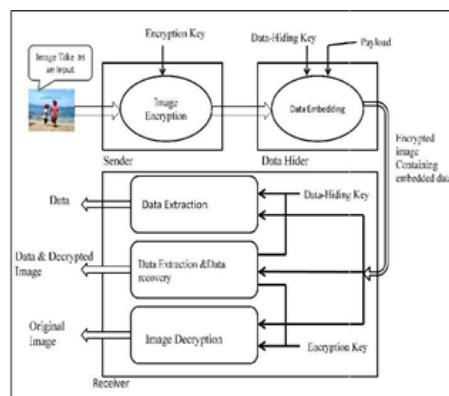 Encryption Key
Data-Hiding Key
Payload
Image Take as
an Input
Image
Encryption
Data Embedding
Sender
Data Hider
Encrypted
image
Containing
embedded data
Data
Data Extraction
Data-Hiding Key
Data & Decrypted
Image
Data Extraction &Data
recovery
Original
Image
Image Decryption
Encryption Key
Receiver